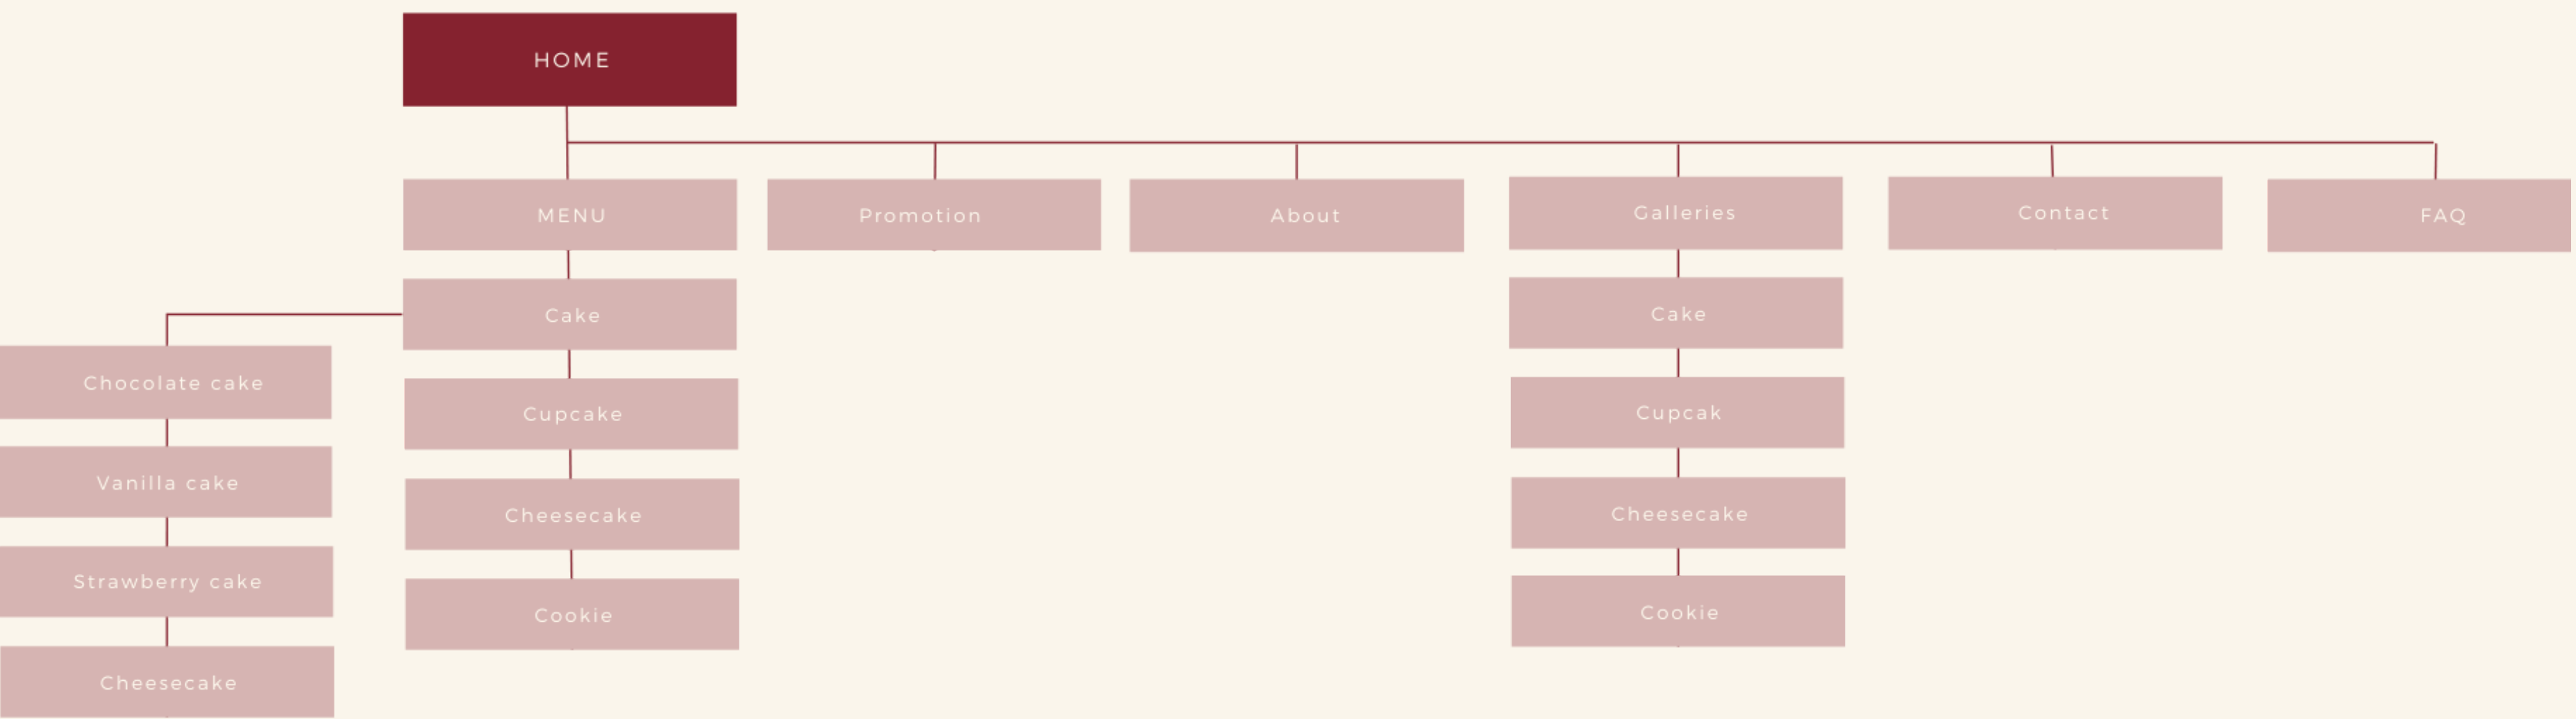 HOME
MENU
Promotion
About
Galleries
Contact
FAQ
Cake
Cake
Chocolate cake
Cupcake
Cupcak
Vanilla cake
Cheesecake
Cheesecake
Strawberry cake
Cookie
Cookie
Cheesecake